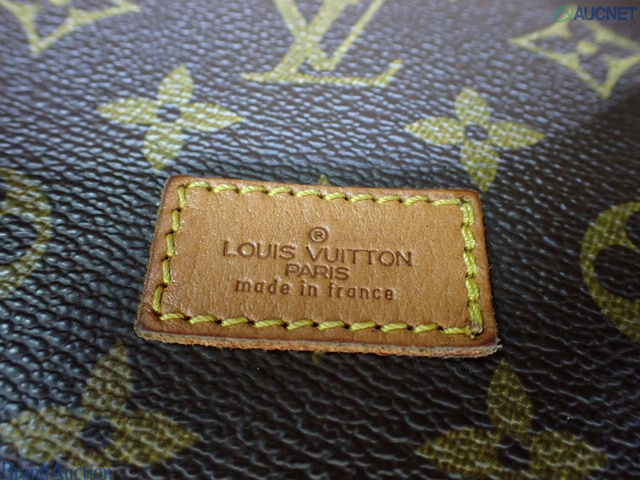 AUCNET
LV
®
LOUIS VUITTON
PARIS
made in france
Brand Auction